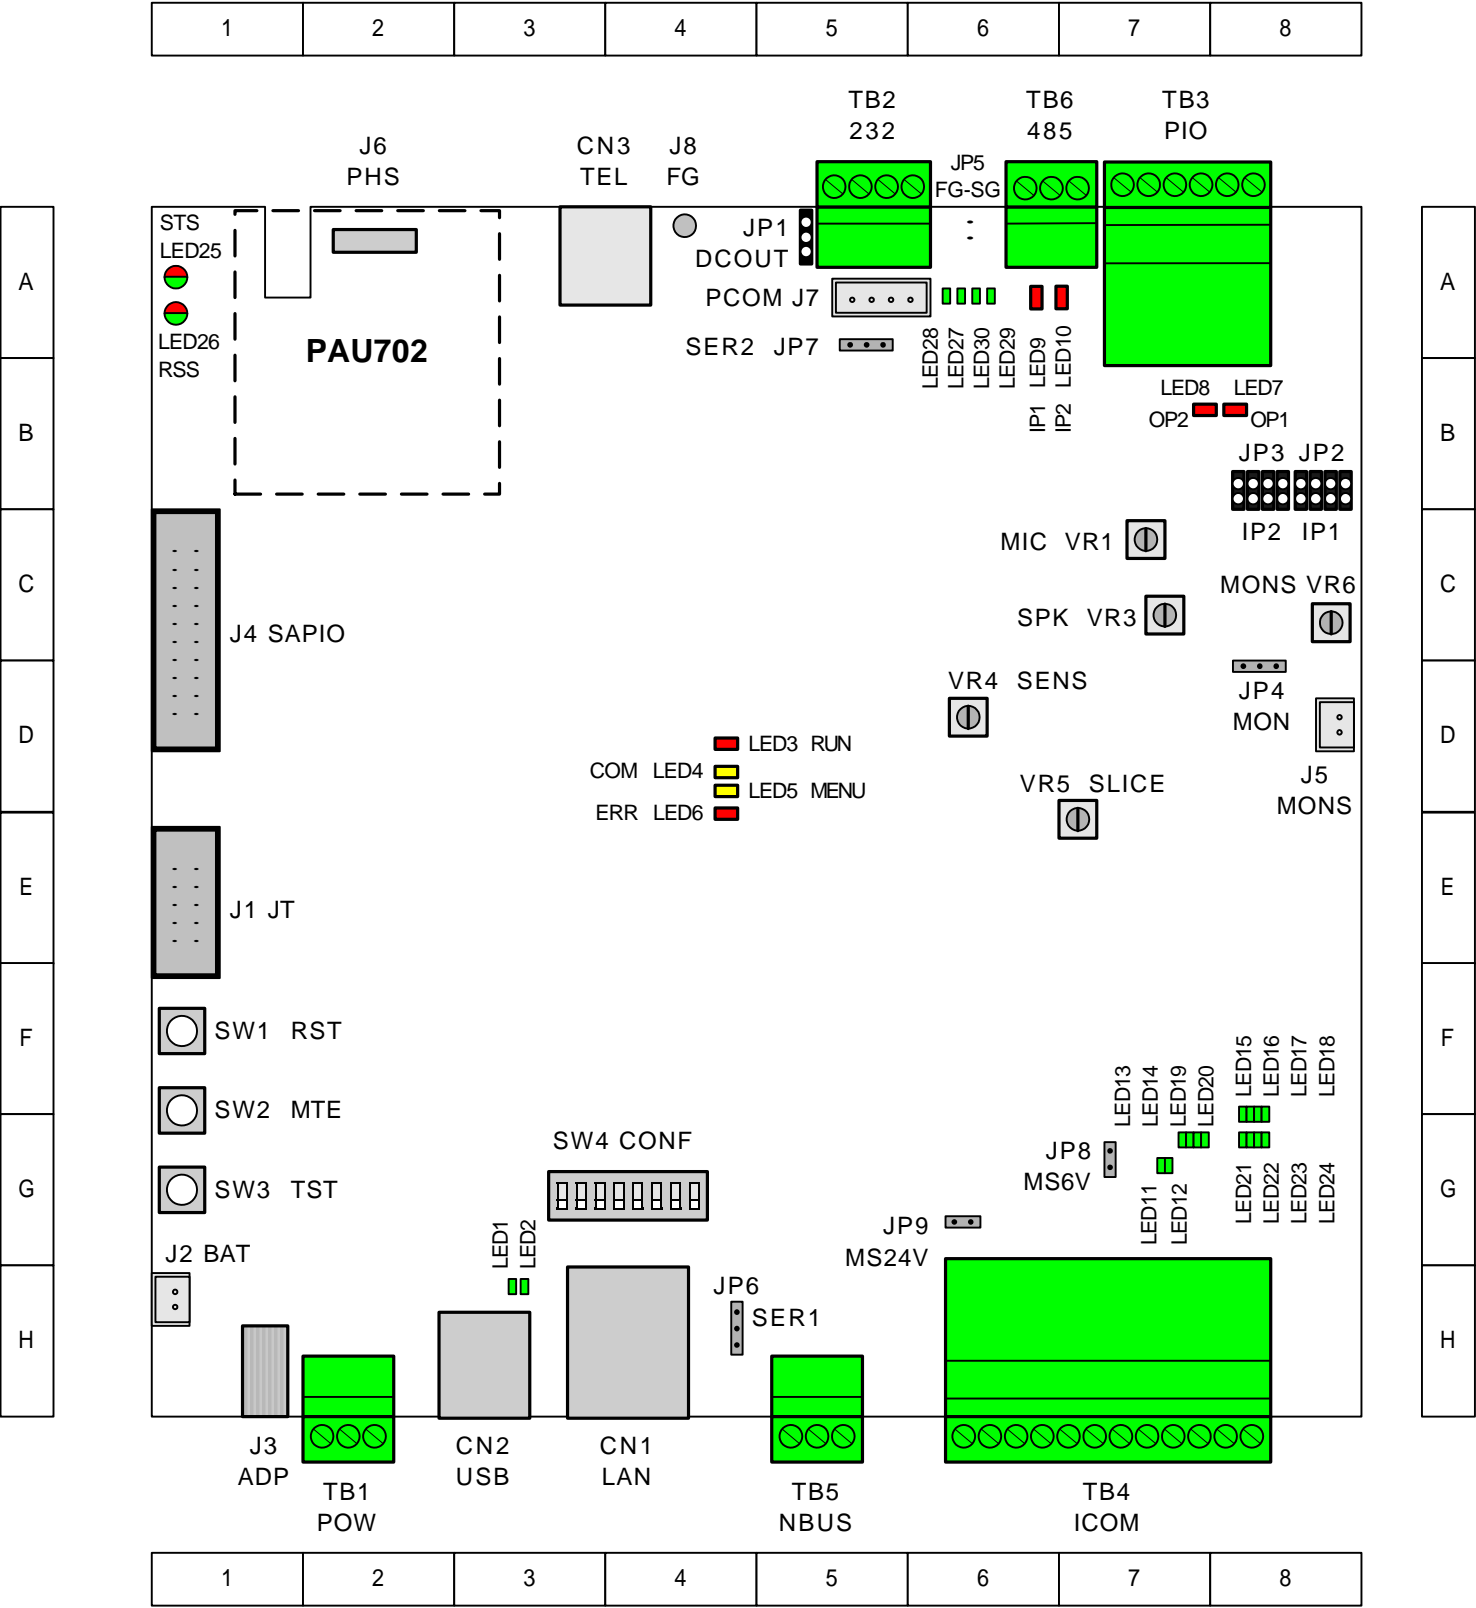 1 2 3 4 5 6 7 8
TB2
232
TB6
485
TB3
PIO
J6
PHS
CN3
TEL
J8
FG
JP5
FG-SG
A
STS
LED25
LED26
RSS
PAU702
JP1
DCOUT
PCOM J7
SER2 JP7
LED28
LED27
LED30
LED29
LED9
IP1
LED10
IP2
A
B
LED8
OP2
LED7
OP1
JP3 JP2
IP2 IP1
B
C
J4 SAPIO
MIC VR1
SPK VR3
MONS VR6
C
D
VR4 SENS
JP4
MON
LED3 RUN
COM LED4
LED5 MENU
ERR LED6
VR5 SLICE
J5
MONS
D
E
J1 JT
E
F
SW1 RST
SW2 MTE
LED13
LED14
LED19
LED20
LED15
LED16
LED17
LED18
F
G
SW3 TST
SW4 CONF
JP8
MS6V
LED11
LED12
LED21
LED22
LED23
LED24
G
J2 BAT
LED1
LED2
JP9
MS24V
H
JP6
SER1
H
J3
ADP
TB1
POW
CN2
USB
CN1
LAN
TB5
NBUS
TB4
ICOM
1 2 3 4 5 6 7 8